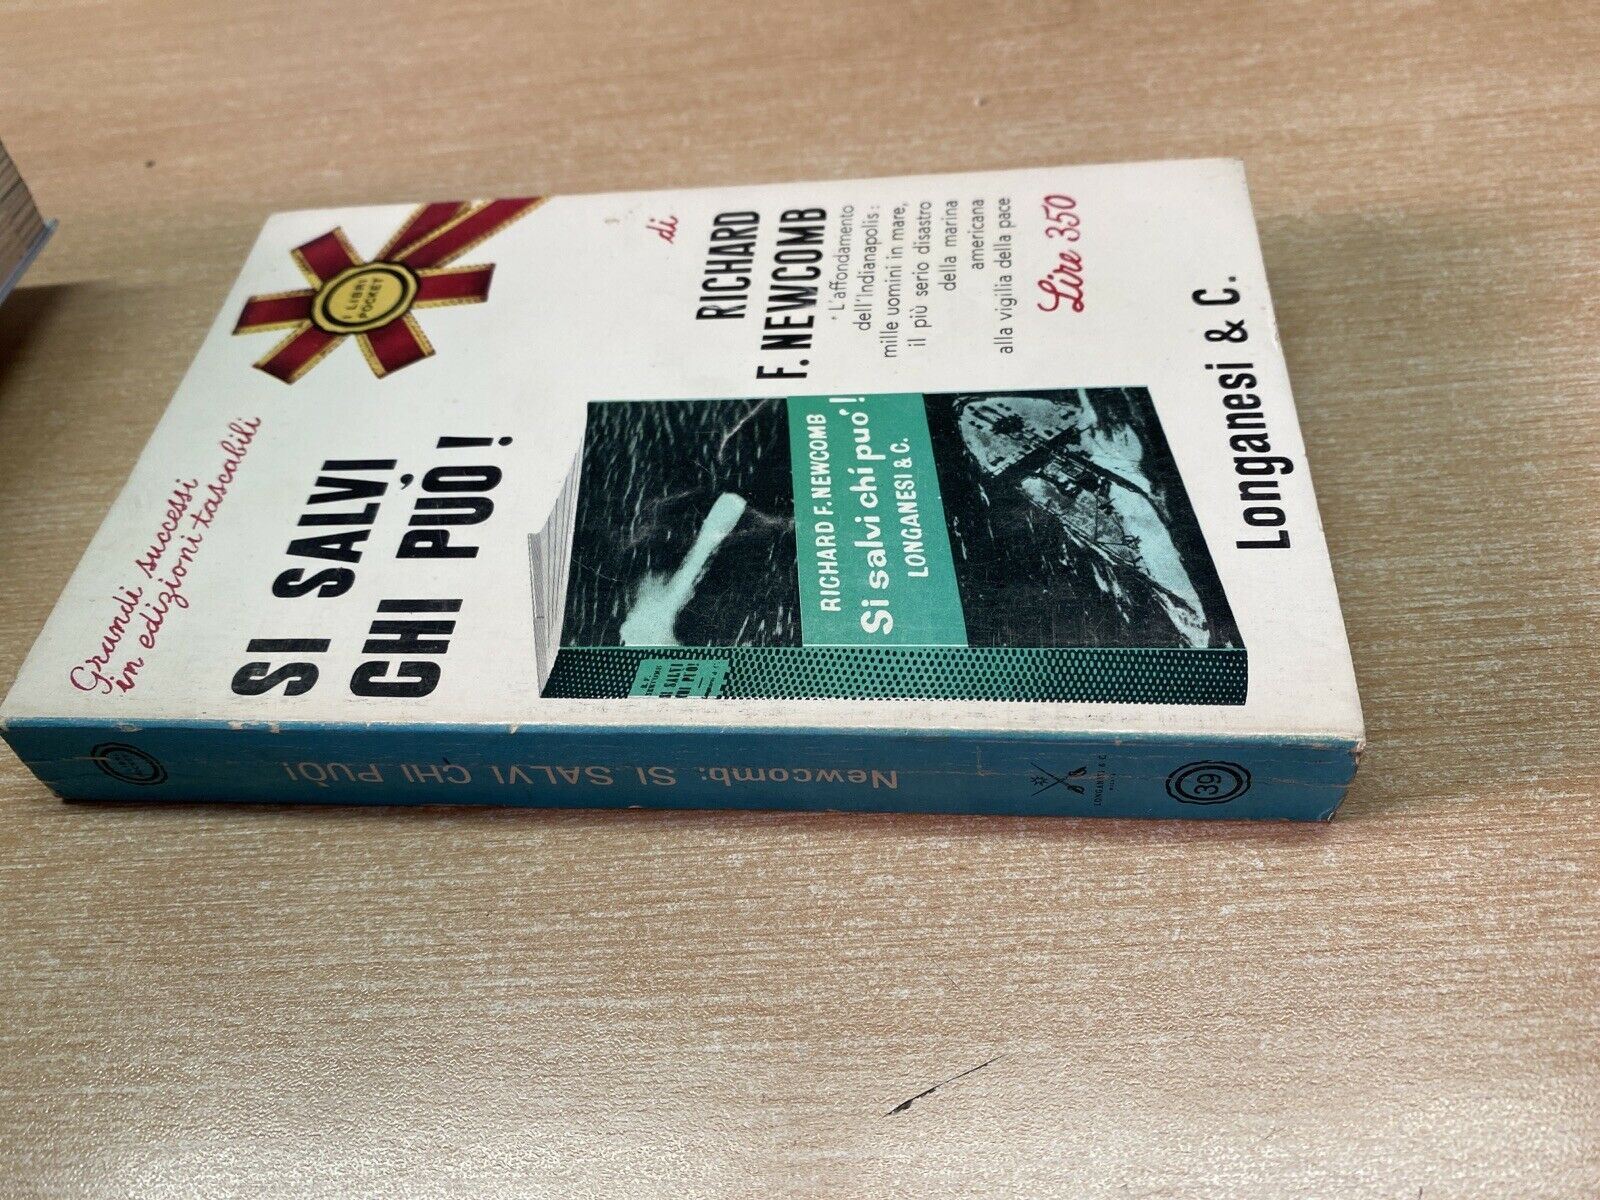 Grandi successi
in edizioni tascabili
I LIBRI
POCKET
SI SALVI
CHI PUÒ!
di
RICHARD
F. NEWCOMB
L'affondamento
dell'Indianapolis:
mille uomini in mare,
il più serio disastro
della marina
americana
alla vigilia della pace
Lire 350
RICHARD F. NEWCOMB
Si salvi chi può!
LONGANESI & C.
Longanesi & C.
Newcomb: SI SALVI CHI PUÒ!
LONGANESI & C.
39